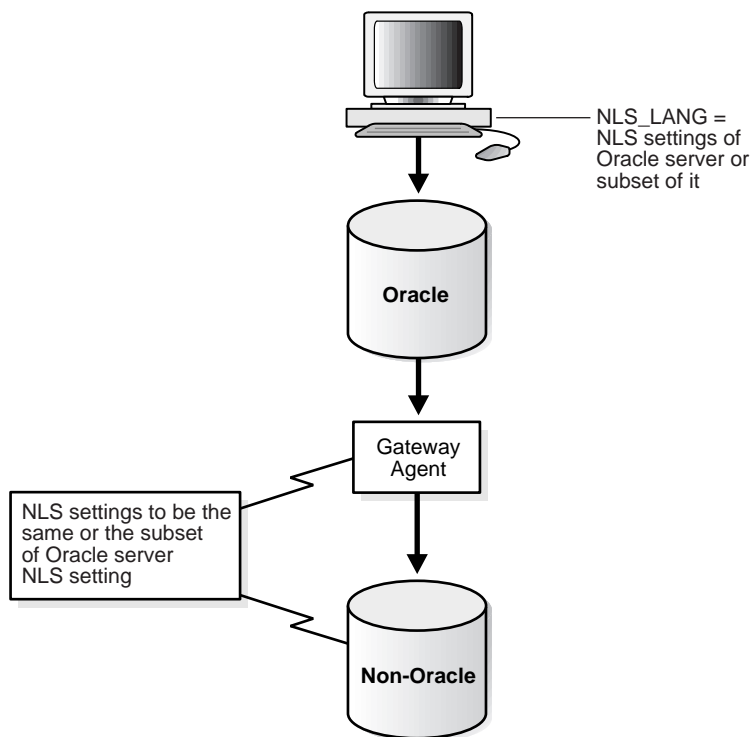 NLS_LANG =
NLS settings of
Oracle server or
subset of it
Oracle
Gateway
Agent
NLS settings to be the
same or the subset
of Oracle server
NLS setting
Non-Oracle